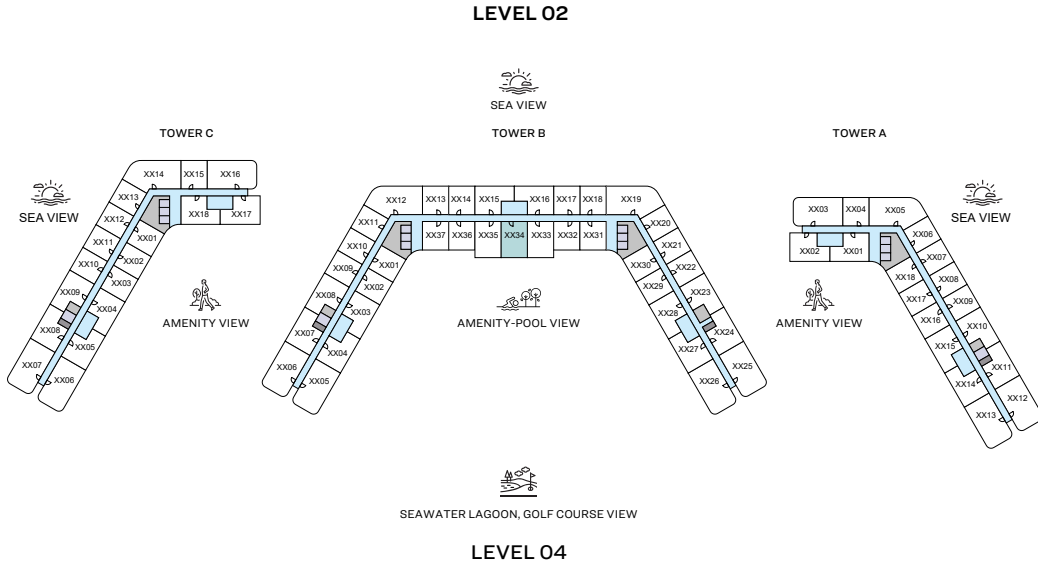 LEVEL 02
SEA VIEW
TOWER C
TOWER B
TOWER A
SEA VIEW
SEA VIEW
XX14
XX15
XX16
XX13
XX12
XX11
XX10
XX09
XX08
XX07
XX18
XX17
XX01
XX02
XX03
XX04
XX05
XX06
AMENITY VIEW
XX12
XX13
XX14
XX15
XX16
XX17
XX18
XX19
XX11
XX10
XX09
XX08
XX07
XX06
XX37
XX36
XX35
XX34
XX33
XX32
XX31
XX01
XX02
XX03
XX04
XX05
XX20
XX21
XX22
XX23
XX24
XX25
XX30
XX29
XX28
XX27
XX26
AMENITY-POOL VIEW
XX03
XX04
XX05
XX02
XX01
XX06
XX07
XX08
XX09
XX10
XX11
XX12
XX18
XX17
XX16
XX15
XX14
XX13
AMENITY VIEW
SEAWATER LAGOON, GOLF COURSE VIEW
LEVEL 04